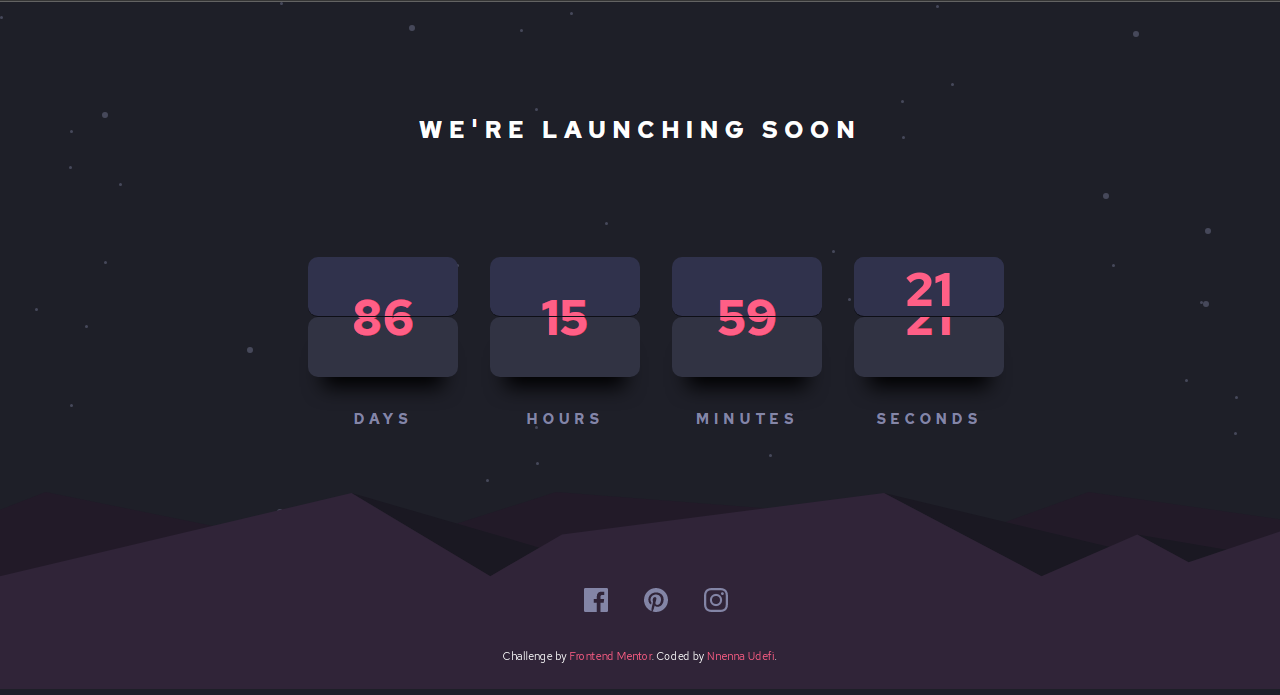 WE'RE LAUNCHING SOON
86 15 59 21
21
DAYS HOURS MINUTES SECONDS
Challenge by Frontend Mentor. Coded by Nnenna Udefi.